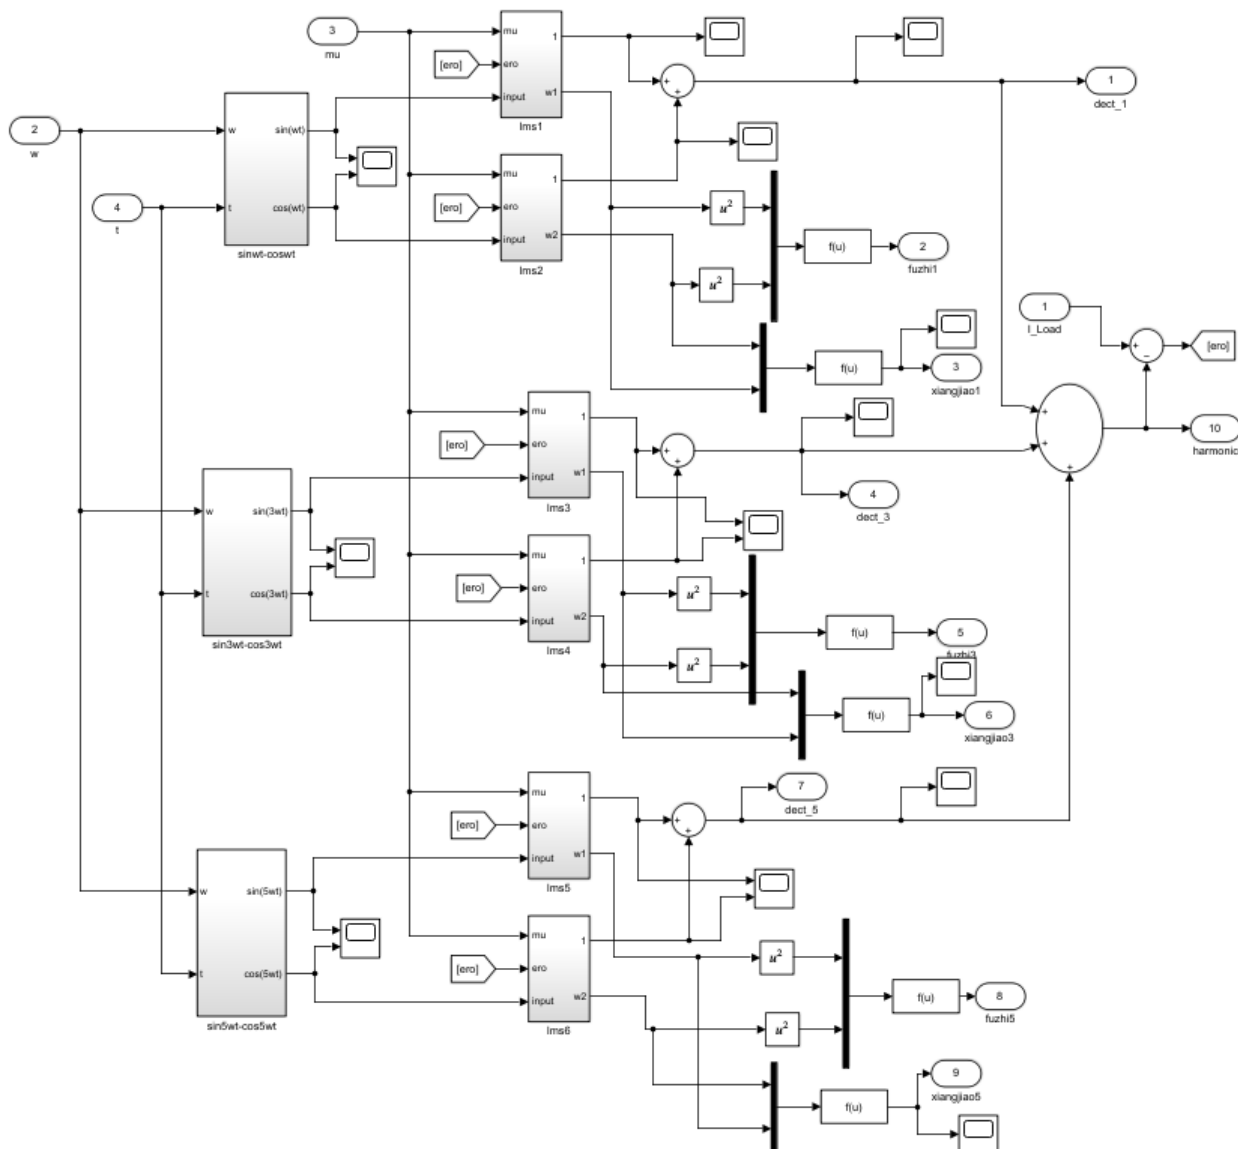 3
mu
mu
[ero]
ero
input
1
w1
lms1
1
dect_1
2
w
w
sin(wt)
t
cos(wt)
sinwt-coswt
4
t
mu
[ero]
ero
input
1
w2
lms2
u²
u²
f(u)
2
fuzhi1
f(u)
3
xiangjiao1
1
I_Load
[ero]
10
harmonic
mu
[ero]
ero
input
1
w1
lms3
4
dect_3
w
sin(3wt)
t
cos(3wt)
sin3wt-cos3wt
mu
[ero]
ero
input
1
w2
lms4
u²
u²
f(u)
5
fuzhi3
f(u)
6
xiangjiao3
mu
[ero]
ero
input
1
w1
lms5
7
dect_5
w
sin(5wt)
t
cos(5wt)
sin5wt-cos5wt
mu
[ero]
ero
input
1
w2
lms6
u²
u²
f(u)
8
fuzhi5
f(u)
9
xiangjiao5